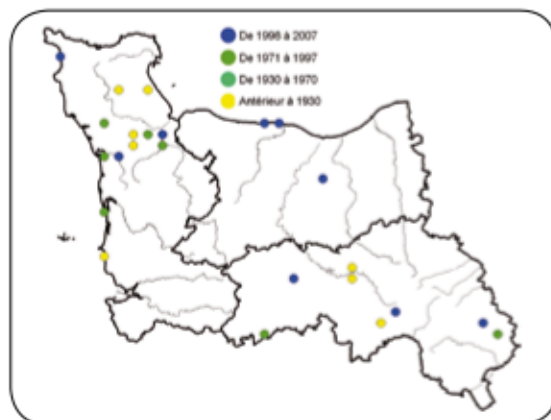 De 1998 à 2007
De 1971 à 1997
De 1930 à 1970
Antérieur à 1930